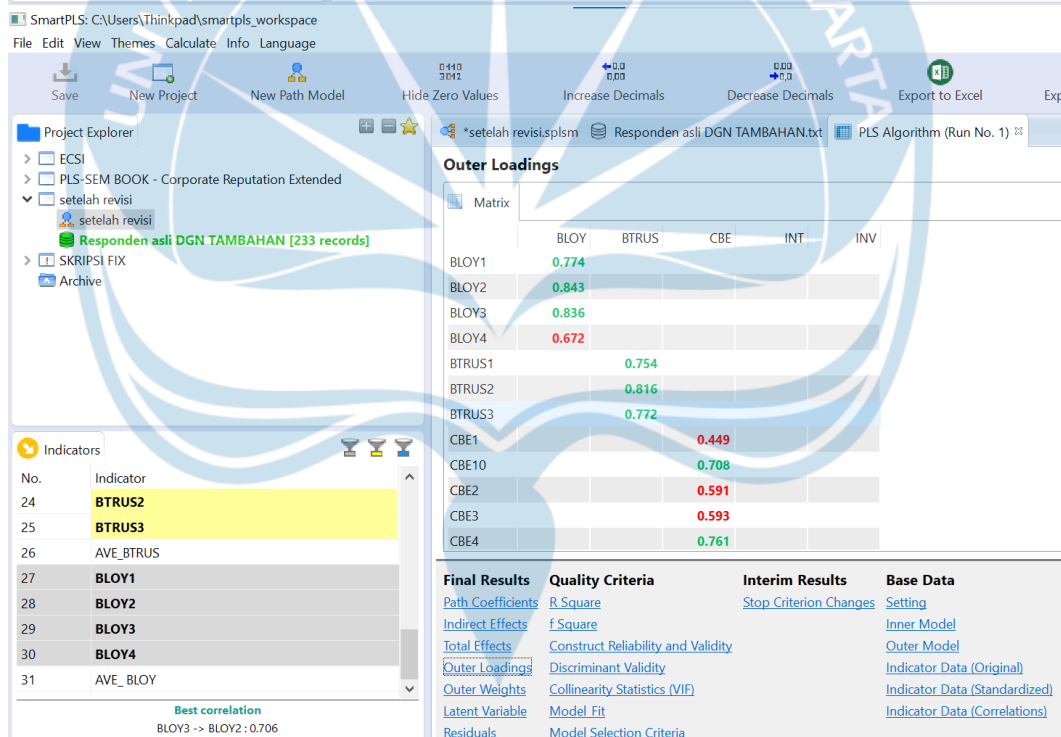 SmartPLS: C:\Users\Thinkpad\smartpls_workspace
File Edit View Themes Calculate Info Language
Save New Project New Path Model Hide Zero Values Increase Decimals Decrease Decimals Export to Excel
Project Explorer
ECSI
PLS-SEM BOOK - Corporate Reputation Extended
setelah revisi
setelah revisi
Responden asli DGN TAMBAHAN [233 records]
SKRIPSI FIX
Archive
Indicators
No. Indicator
24 BTRUS2
25 BTRUS3
26 AVE_BTRUS
27 BLOY1
28 BLOY2
29 BLOY3
30 BLOY4
31 AVE_ BLOY
Best correlation
BLOY3 -> BLOY2 : 0.706
*setelah revisi.splsm Responden asli DGN TAMBAHAN.txt PLS Algorithm (Run No. 1)
Outer Loadings
Matrix
BLOY BTRUS CBE INT INV
BLOY1 0.774
BLOY2 0.843
BLOY3 0.836
BLOY4 0.672
BTRUS1 0.754
BTRUS2 0.816
BTRUS3 0.772
CBE1 0.449
CBE10 0.708
CBE2 0.591
CBE3 0.593
CBE4 0.761
Final Results Quality Criteria Interim Results Base Data
Path Coefficients R Square Stop Criterion Changes Setting
Indirect Effects f Square Inner Model
Total Effects Construct Reliability and Validity Outer Model
Outer Loadings Discriminant Validity Indicator Data (Original)
Outer Weights Collinearity Statistics (VIF) Indicator Data (Standardized)
Latent Variable Model Fit Indicator Data (Correlations)
Residuals Model Selection Criteria